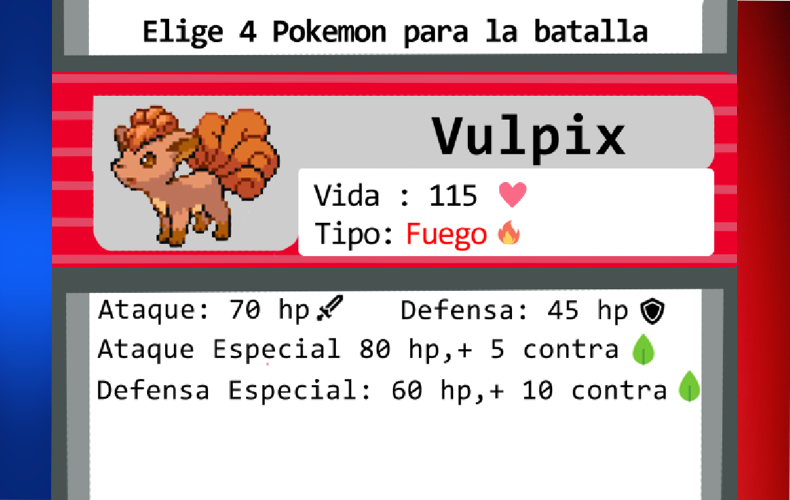 Elige 4 Pokemon para la batalla
Vulpix
Vida : 115
Tipo: Fuego
Ataque: 70 hp Defensa: 45 hp
Ataque Especial 80 hp,+ 5 contra
Defensa Especial: 60 hp,+ 10 contra